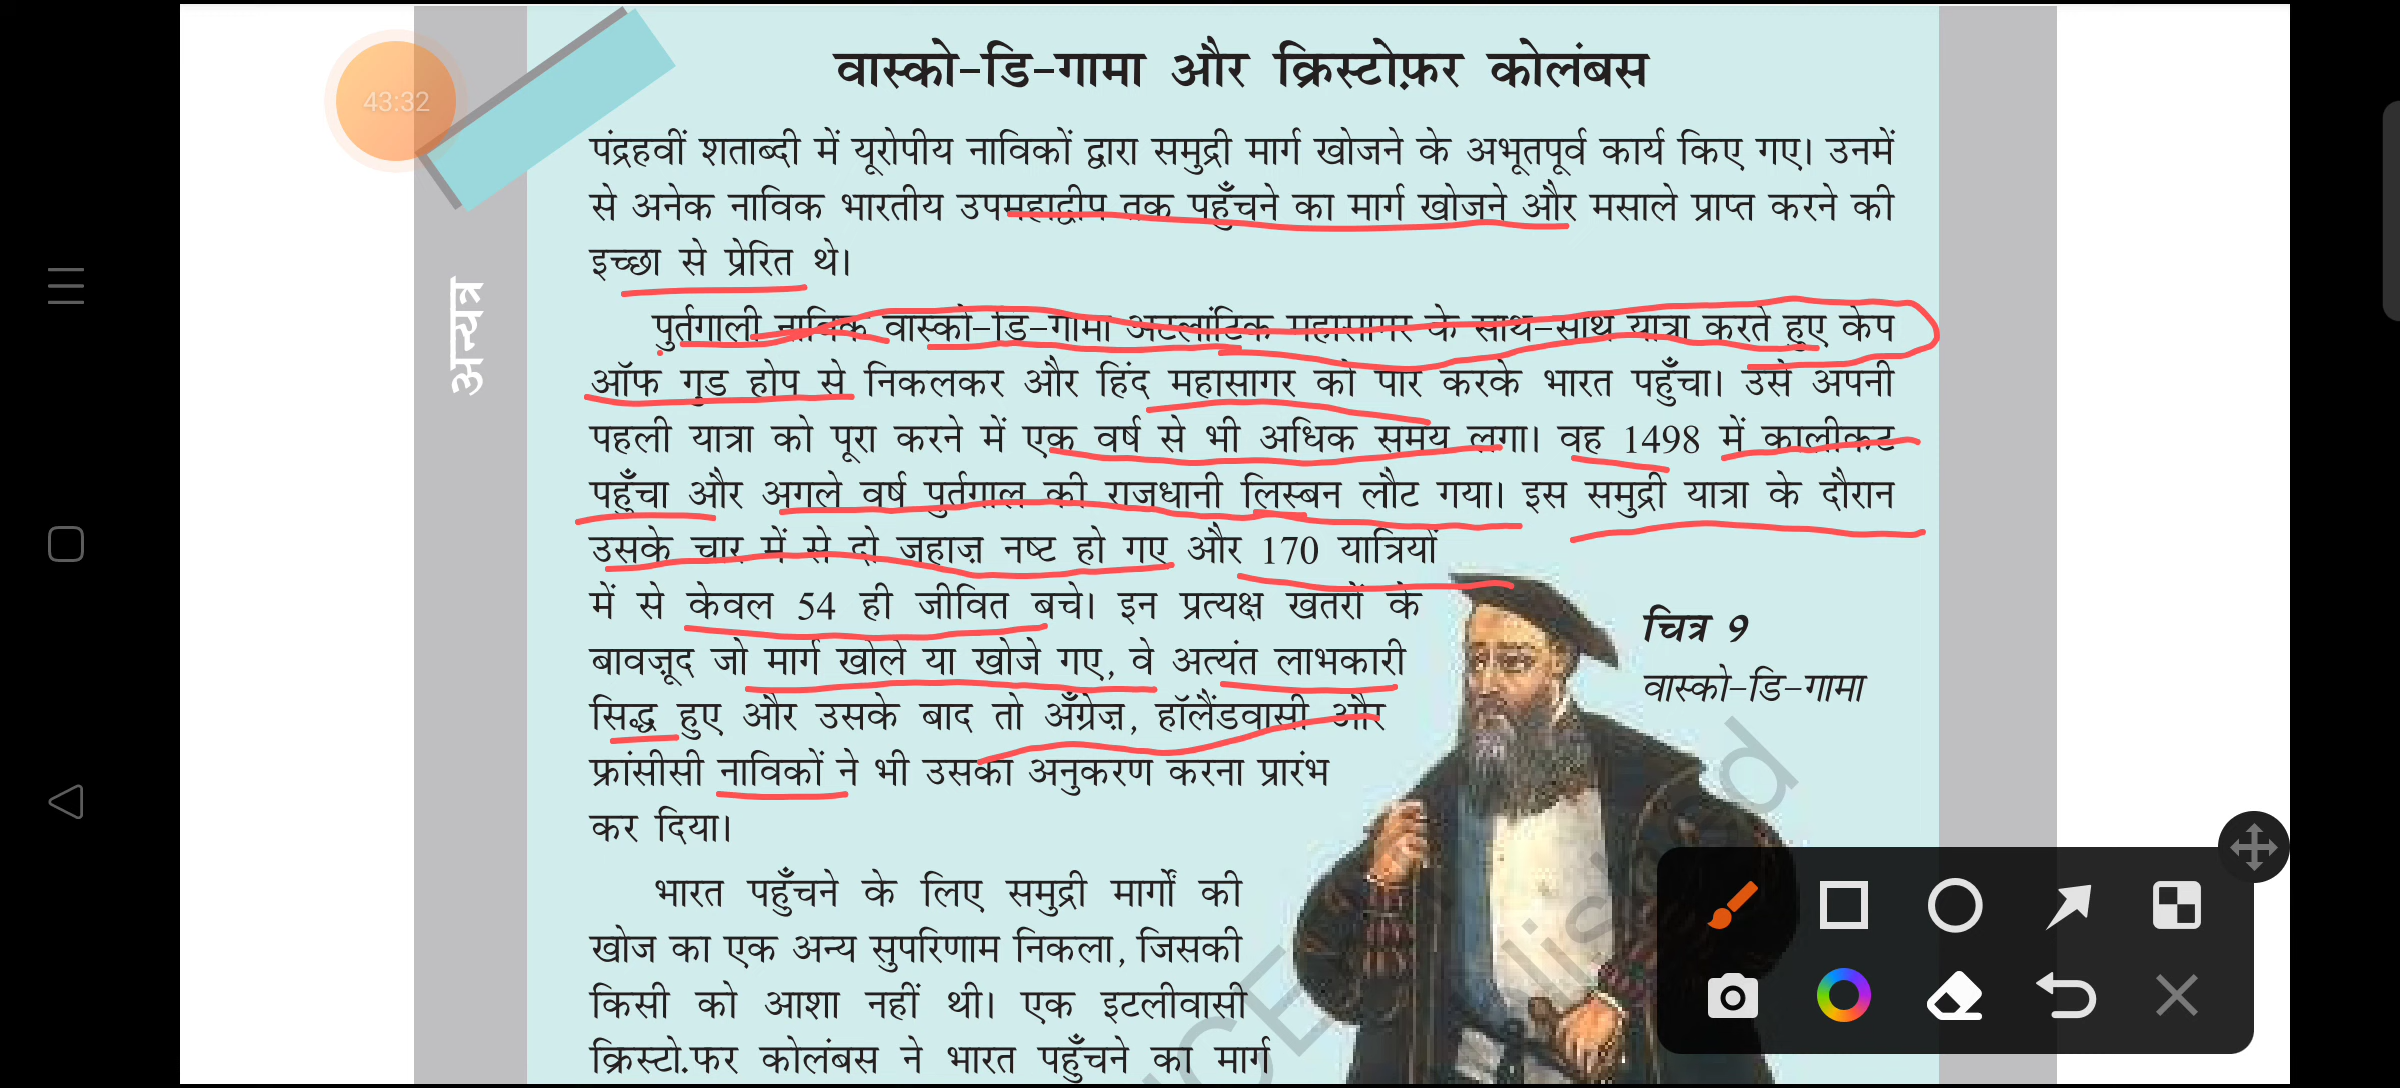 43:32
वास्को-डि-गामा और क्रिस्टोफ़र कोलंबस
पंद्रहवीं शताब्दी में यूरोपीय नाविकों द्वारा समुद्री मार्ग खोजने के अभूतपूर्व कार्य किए गए। उनमें
से अनेक नाविक भारतीय उपमहाद्वीप तक पहुँचने का मार्ग खोजने और मसाले प्राप्त करने की
इच्छा से प्रेरित थे।
अन्यत्र
पुर्तगाली नाविक वास्को-डि-गामा अटलांटिक महासागर के साथ-साथ यात्रा करते हुए केप
ऑफ गुड होप से निकलकर और हिंद महासागर को पार करके भारत पहुँचा। उसे अपनी
पहली यात्रा को पूरा करने में एक वर्ष से भी अधिक समय लगा। वह 1498 में कालीकट
पहुँचा और अगले वर्ष पुर्तगाल की राजधानी लिस्बन लौट गया। इस समुद्री यात्रा के दौरान
उसके चार में से दो जहाज़ नष्ट हो गए और 170 यात्रियों
में से केवल 54 ही जीवित बचे। इन प्रत्यक्ष खतरों के
बावजूद जो मार्ग खोले या खोजे गए, वे अत्यंत लाभकारी
सिद्ध हुए और उसके बाद तो अँग्रेज़, हॉलैंडवासी और
फ्रांसीसी नाविकों ने भी उसका अनुकरण करना प्रारंभ
कर दिया।
चित्र 9
वास्को-डि-गामा
भारत पहुँचने के लिए समुद्री मार्गों की
खोज का एक अन्य सुपरिणाम निकला, जिसकी
किसी को आशा नहीं थी। एक इटलीवासी
क्रिस्टो.फर कोलंबस ने भारत पहुँचने का मार्ग